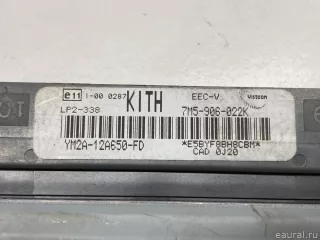 e11 1-00 0287 KITH EEC-V Visteon
LP2-338 7M5-906-022K
YM2A-12A650-FD *E5BYF8BH8CBM*
CAD 0J20
© eaural.ru